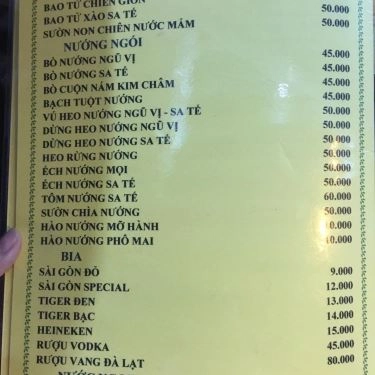 BAO TỬ CHIÊN GIÒN
BAO TỬ XÀO SA TẾ 50.000
SƯỜN NON CHIÊN NƯỚC MẮM 50.000
NƯỚNG NGÓI
BÒ NƯỚNG NGŨ VỊ 45.000
BÒ NƯỚNG SA TẾ 45.000
BÒ CUỘN NẤM KIM CHÂM 45.000
BẠCH TUỘT NƯỚNG 45.000
VÚ HEO NƯỚNG NGŨ VỊ - SA TẾ 50.000
DỪNG HEO NƯỚNG NGŨ VỊ 50.000
DỪNG HEO NƯỚNG SA TẾ 50.000
HEO RỪNG NƯỚNG 50.000
ẾCH NƯỚNG MỌI 50.000
ẾCH NƯỚNG SA TẾ 50.000
TÔM NƯỚNG SA TẾ 60.000
SƯỜN CHÌA NƯỚNG 50.000
HÀO NƯỚNG MỠ HÀNH 10.000
HÀO NƯỚNG PHÔ MAI 10.000
BIA
SÀI GÒN ĐỎ 9.000
SÀI GÒN SPECIAL 12.000
TIGER ĐEN 13.000
TIGER BẠC 14.000
HEINEKEN 15.000
RƯỢU VODKA 45.000
RƯỢU VANG ĐÀ LẠT 80.000